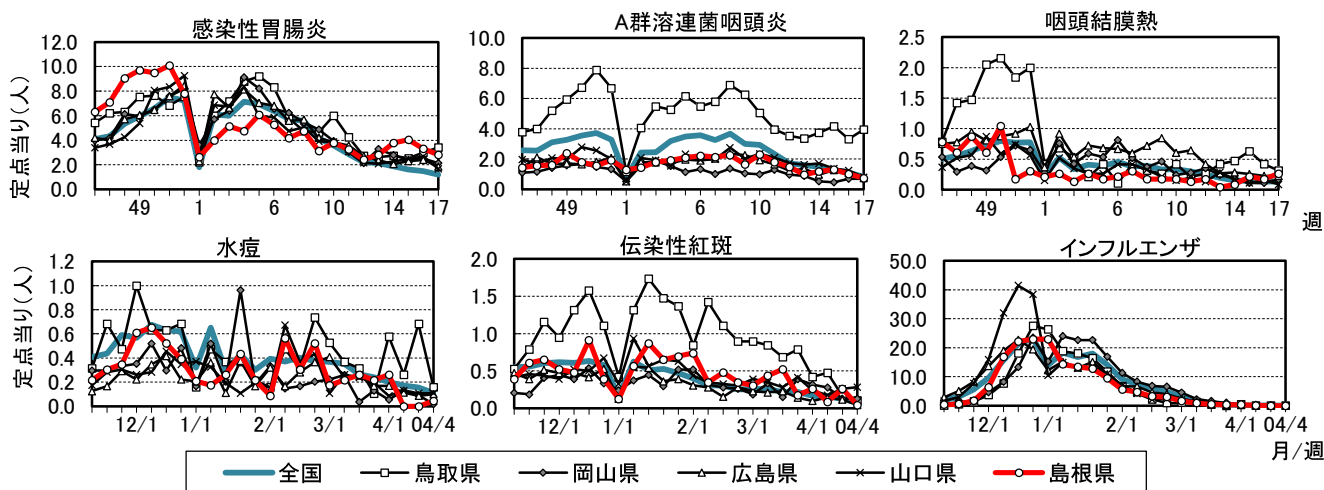 感染性胃腸炎 A群溶連菌咽頭炎 咽頭結膜熱
定点当り(人)
12.0
10.0
8.0
6.0
4.0
2.0
0.0
49 1 6 10 14 17
10.0
8.0
6.0
4.0
2.0
0.0
49 1 6 10 14 17
2.5
2.0
1.5
1.0
0.5
0.0
49 1 6 10 14 17
週
水痘 伝染性紅斑 インフルエンザ
定点当り(人)
1.2
1.0
0.8
0.6
0.4
0.2
0.0
12/1 1/1 2/1 3/1 4/1 04/4
2.0
1.5
1.0
0.5
0.0
12/1 1/1 2/1 3/1 4/1 04/4
50.0
40.0
30.0
20.0
10.0
0.0
12/1 1/1 3/1 4/1 04/4
月/週
全国 鳥取県 岡山県 広島県 山口県 島根県